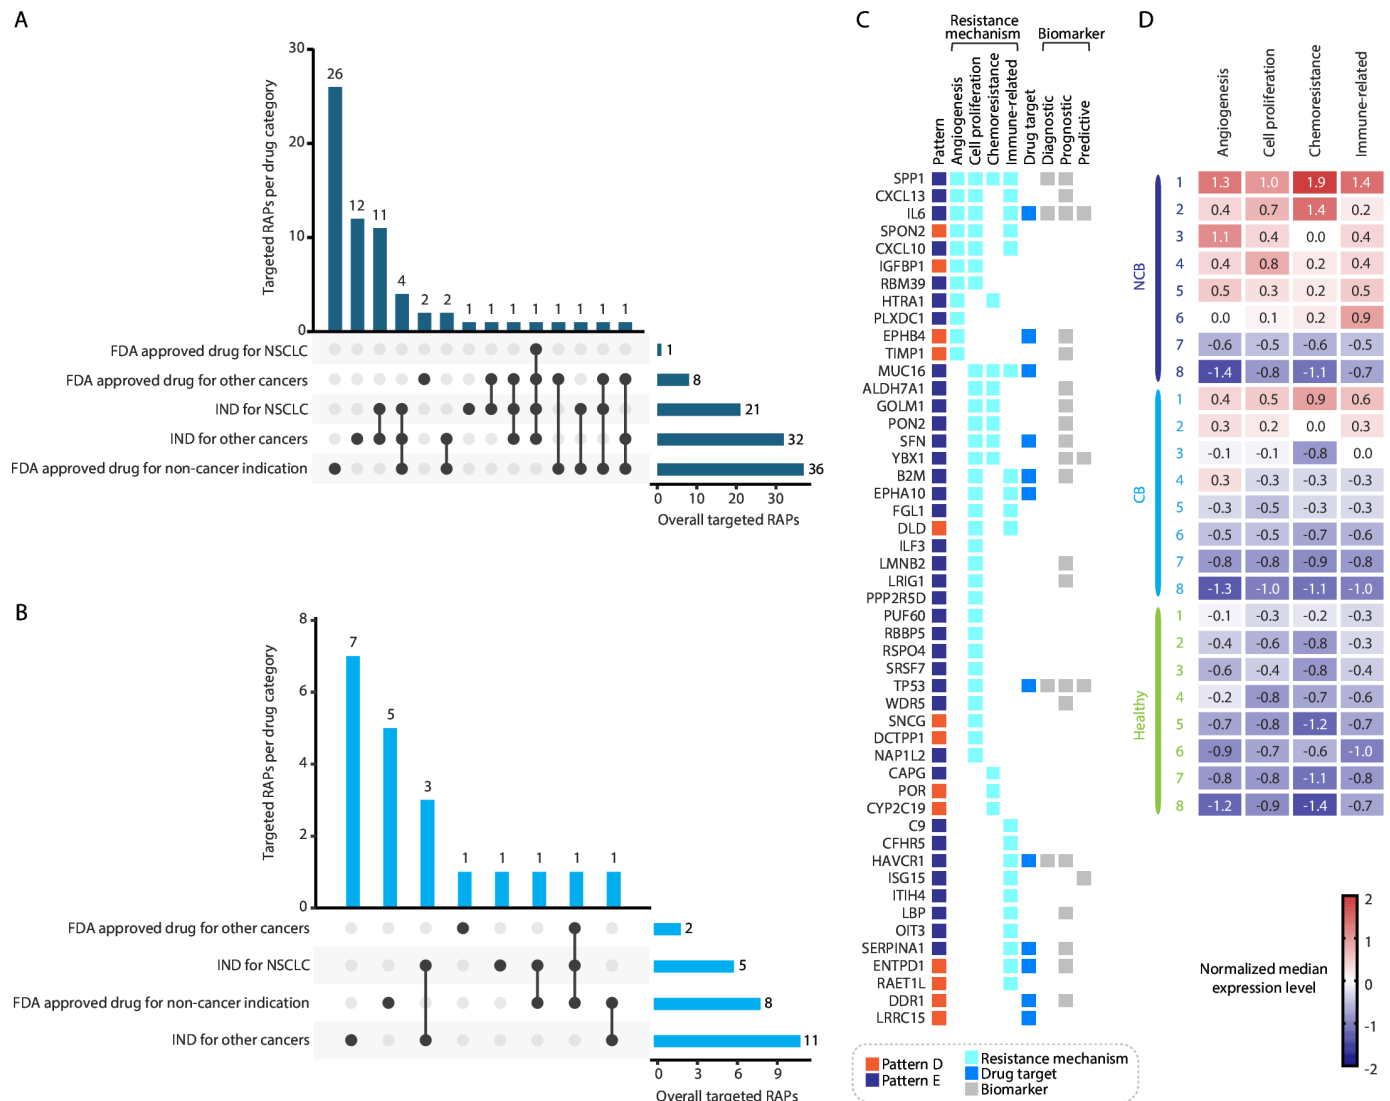 A
Targeted RAPs per drug category
30
20
10
0
26
12
11
4
2
2
1
1
1
1
1
1
1
1
FDA approved drug for NSCLC
1
FDA approved drug for other cancers
8
IND for NSCLC
21
IND for other cancers
32
FDA approved drug for non-cancer indication
36
0 10 20 30
Overall targeted RAPs
B
Targeted RAPs per drug category
8
6
4
2
0
7
5
3
1
1
1
1
1
FDA approved drug for other cancers
2
IND for NSCLC
5
FDA approved drug for non-cancer indication
8
IND for other cancers
11
0 3 6 9
Overall targeted RAPs
C
Resistance
mechanism
Biomarker
Pattern
Angiogenesis
Cell proliferation
Chemoresistance
Immune-related
Drug target
Diagnostic
Prognostic
Predictive
SPP1
CXCL13
IL6
SPON2
CXCL10
IGFBP1
RBM39
HTRA1
PLXDC1
EPHB4
TIMP1
MUC16
ALDH7A1
GOLM1
PON2
SFN
YBX1
B2M
EPHA10
FGL1
DLD
ILF3
LMNB2
LRIG1
PPP2R5D
PUF60
RBBP5
RSPO4
SRSF7
TP53
WDR5
SNCG
DCTPP1
NAP1L2
CAPG
POR
CYP2C19
C9
CFHR5
HAVCR1
ISG15
ITIH4
LBP
OIT3
SERPINA1
ENTPD1
RAET1L
DDR1
LRRC15
Pattern D
Pattern E
Resistance mechanism
Drug target
Biomarker
D
Angiogenesis
Cell proliferation
Chemoresistance
Immune-related
NCB
1 1.3 1.0 1.9 1.4
2 0.4 0.7 1.4 0.2
3 1.1 0.4 0.0 0.4
4 0.4 0.8 0.2 0.4
5 0.5 0.3 0.2 0.5
6 0.0 0.1 0.2 0.9
7 -0.6 -0.5 -0.6 -0.5
8 -1.4 -0.8 -1.1 -0.7
CB
1 0.4 0.5 0.9 0.6
2 0.3 0.2 0.0 0.3
3 -0.1 -0.1 -0.8 0.0
4 0.3 -0.3 -0.3 -0.3
5 -0.3 -0.5 -0.3 -0.3
6 -0.5 -0.5 -0.7 -0.6
7 -0.8 -0.8 -0.9 -0.8
8 -1.3 -1.0 -1.1 -1.0
Healthy
1 -0.1 -0.3 -0.2 -0.3
2 -0.4 -0.6 -0.8 -0.3
3 -0.6 -0.4 -0.8 -0.4
4 -0.2 -0.8 -0.7 -0.6
5 -0.7 -0.8 -1.2 -0.7
6 -0.9 -0.7 -0.6 -1.0
7 -0.8 -0.8 -1.1 -0.8
8 -1.2 -0.9 -1.4 -0.7
Normalized median
expression level
2
1
0
-1
-2